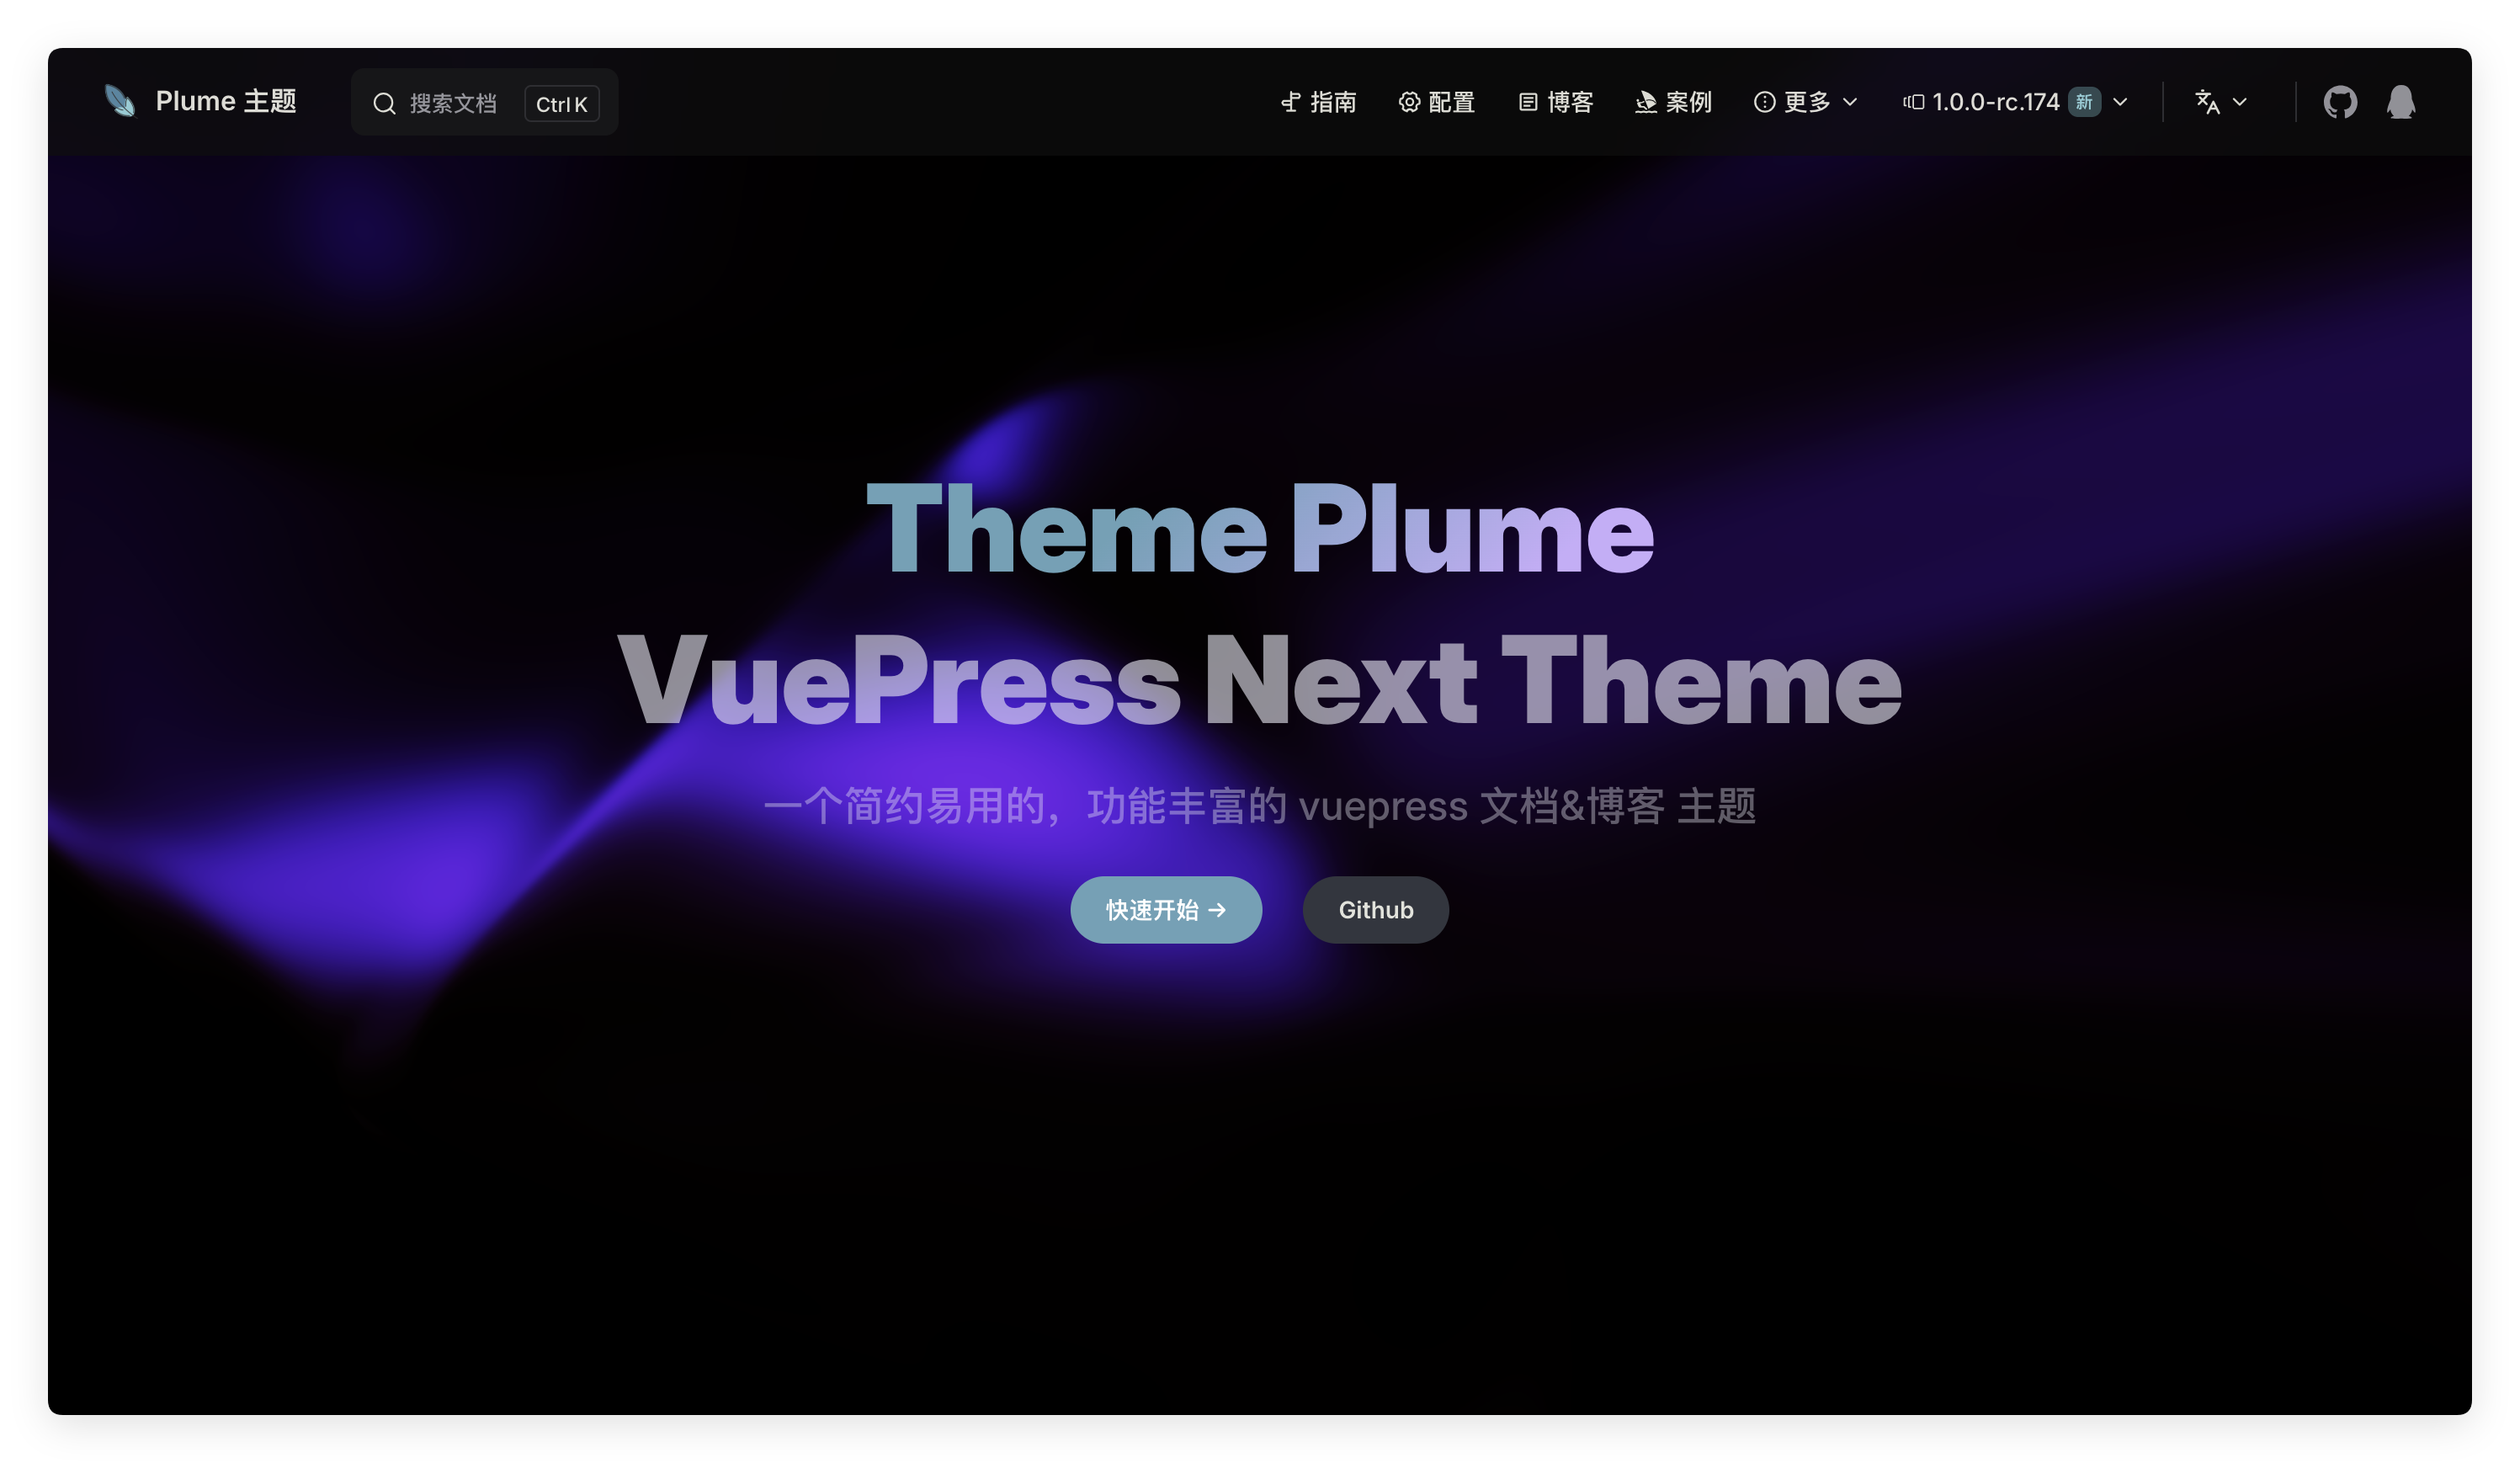 Plume 主题
搜索文档 Ctrl K
指南 配置 博客 案例 更多 1.0.0-rc.174 新
Theme Plume
VuePress Next Theme
一个简约易用的，功能丰富的 vuepress 文档&博客 主题
快速开始 →
Github